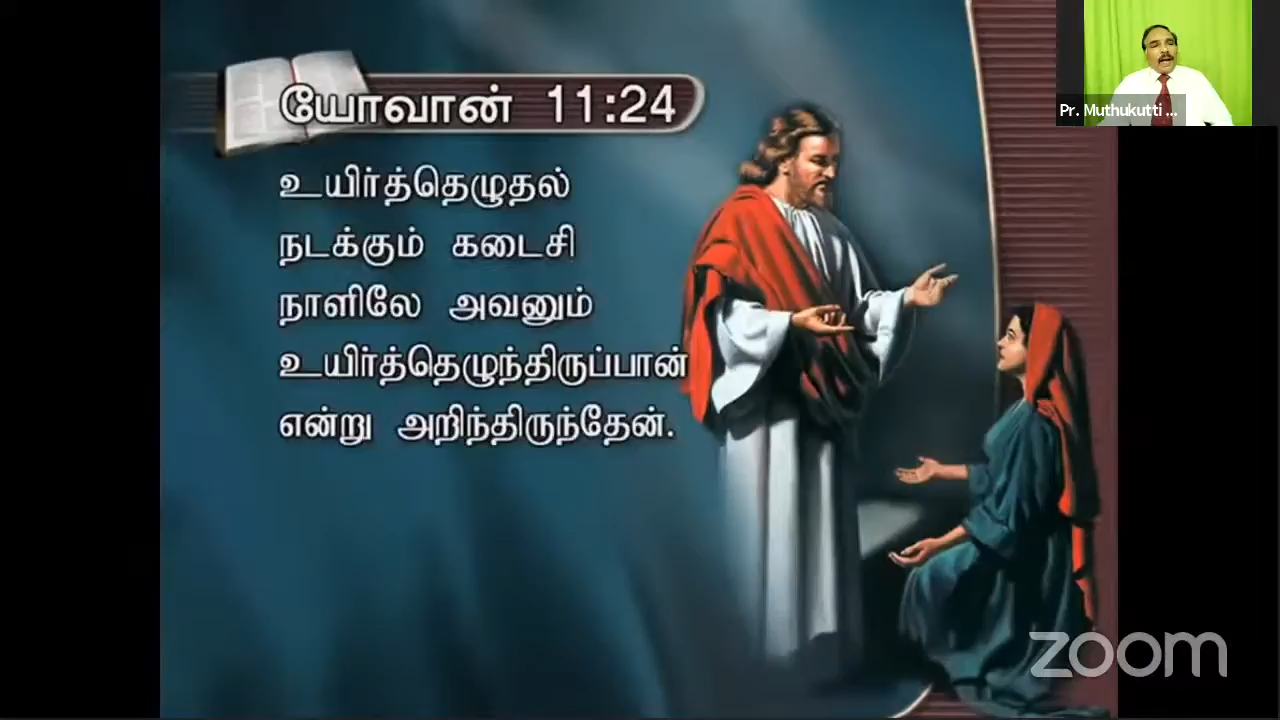 யோவான் 11:24
உயிர்த்தெழுதல்
நடக்கும் கடைசி
நாளிலே அவனும்
உயிர்த்தெழுந்திருப்பான்
என்று அறிந்திருந்தேன்.
Pr. Muthukutti ...
zoom